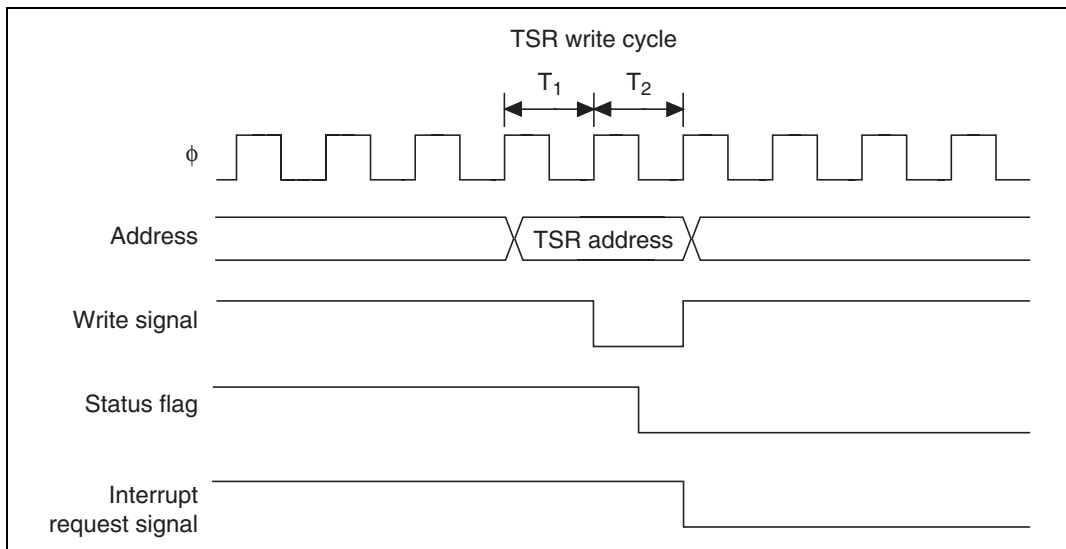 TSR write cycle
T₁ T₂
ϕ
Address
TSR address
Write signal
Status flag
Interrupt
request signal